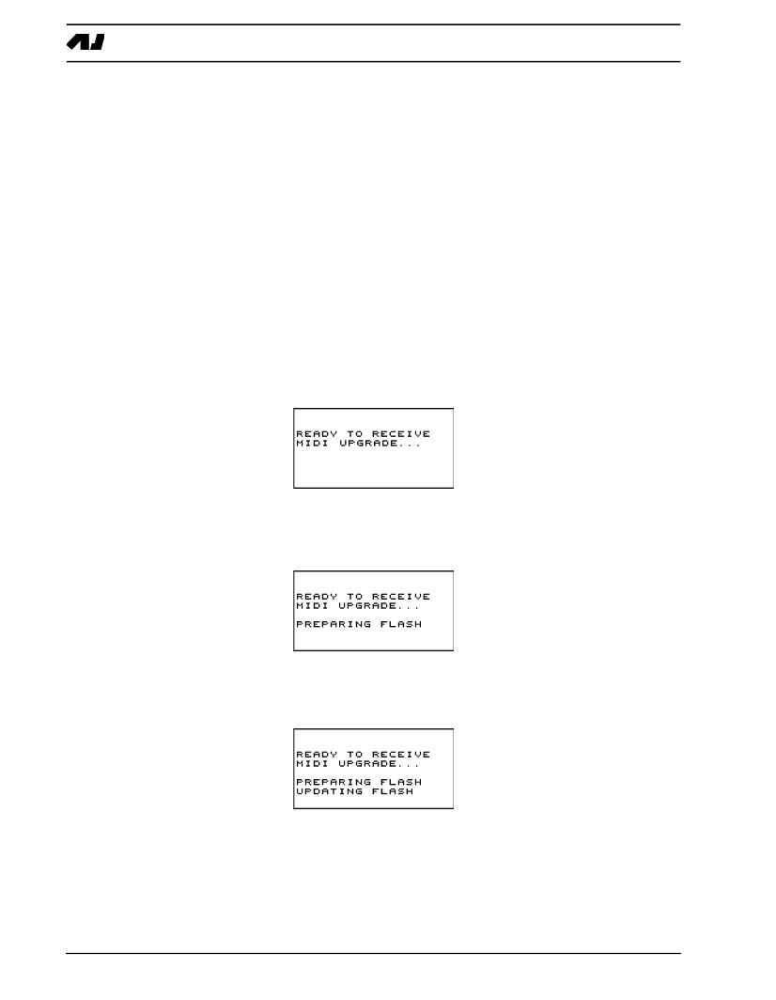 READY TO RECEIVE
MIDI UPGRADE...
READY TO RECEIVE
MIDI UPGRADE...
PREPARING FLASH
READY TO RECEIVE
MIDI UPGRADE...
PREPARING FLASH
UPDATING FLASH